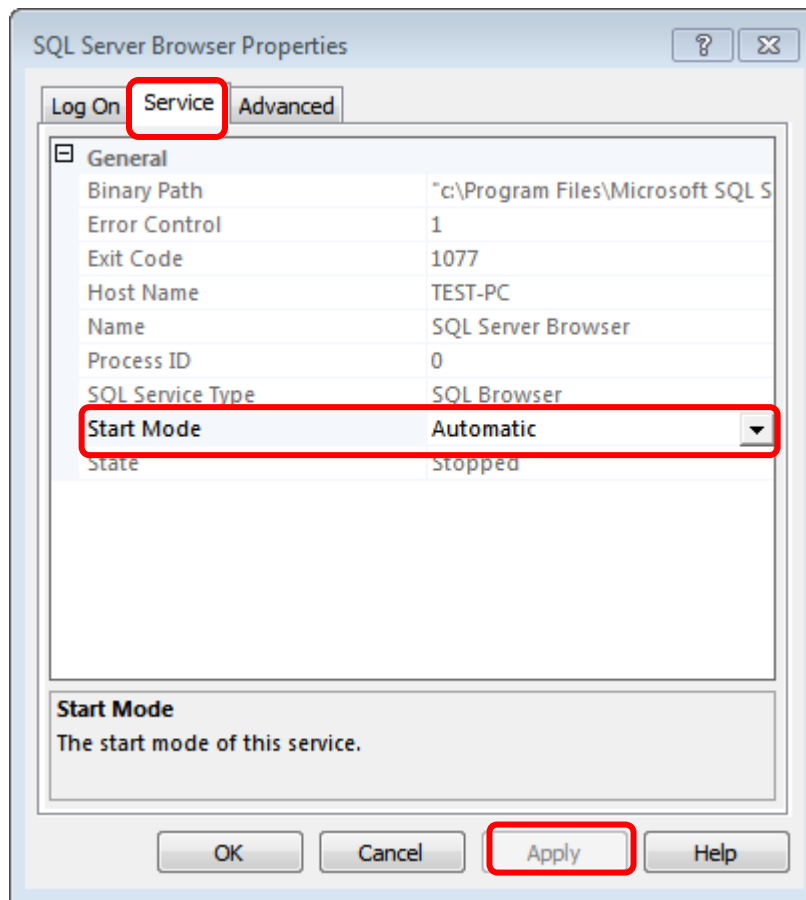 SQL Server Browser Properties
Log On Service Advanced
General
Binary Path "c:\Program Files\Microsoft SQL S
Error Control 1
Exit Code 1077
Host Name TEST-PC
Name SQL Server Browser
Process ID 0
SQL Service Type SQL Browser
Start Mode Automatic
State Stopped
Start Mode
The start mode of this service.
OK Cancel Apply Help